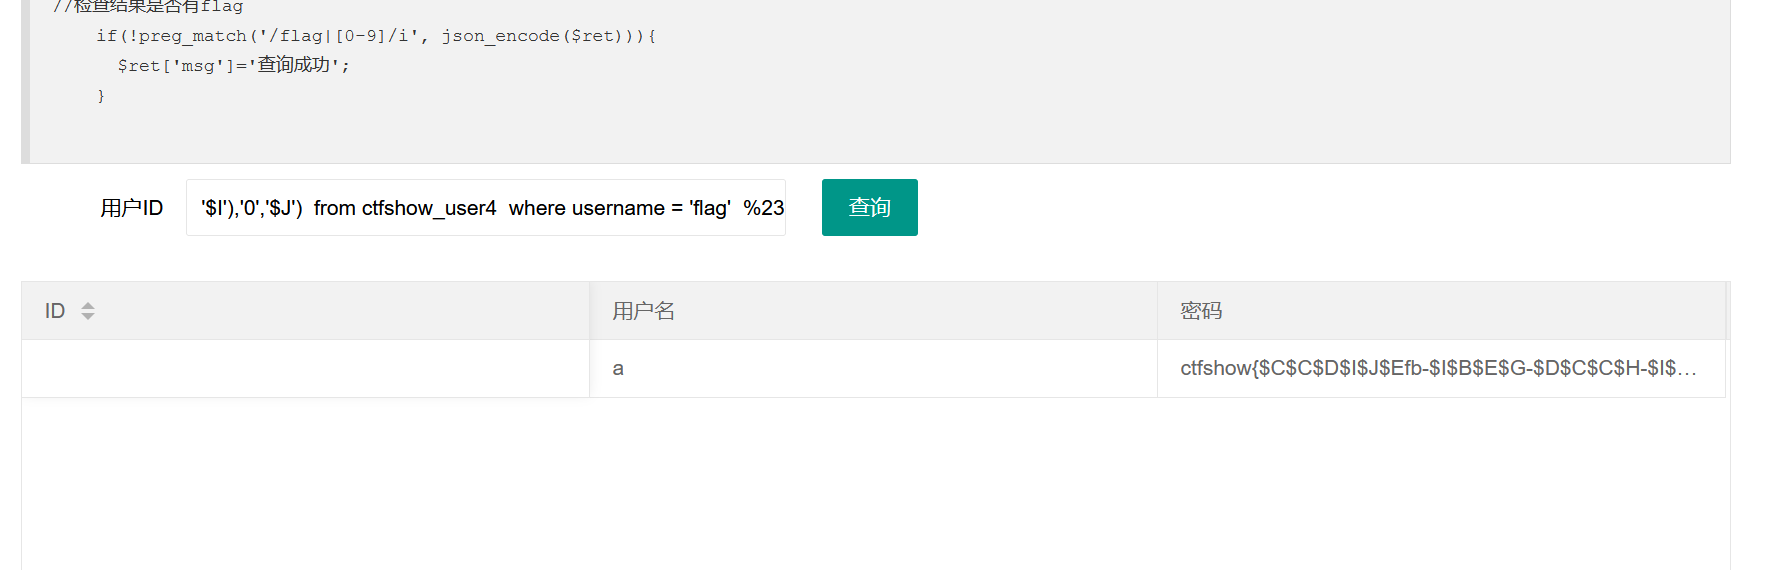 //检查结果是否有flag
if(!preg_match('/flag|[0-9]/i', json_encode($ret))){
$ret['msg']='查询成功';
}
用户ID '$I'),'0','$J')  from ctfshow_user4  where username = 'flag'  %23 查询
ID 用户名 密码
a ctfshow{$C$C$D$I$J$Efb-$I$B$E$G-$D$C$C$H-$I$…